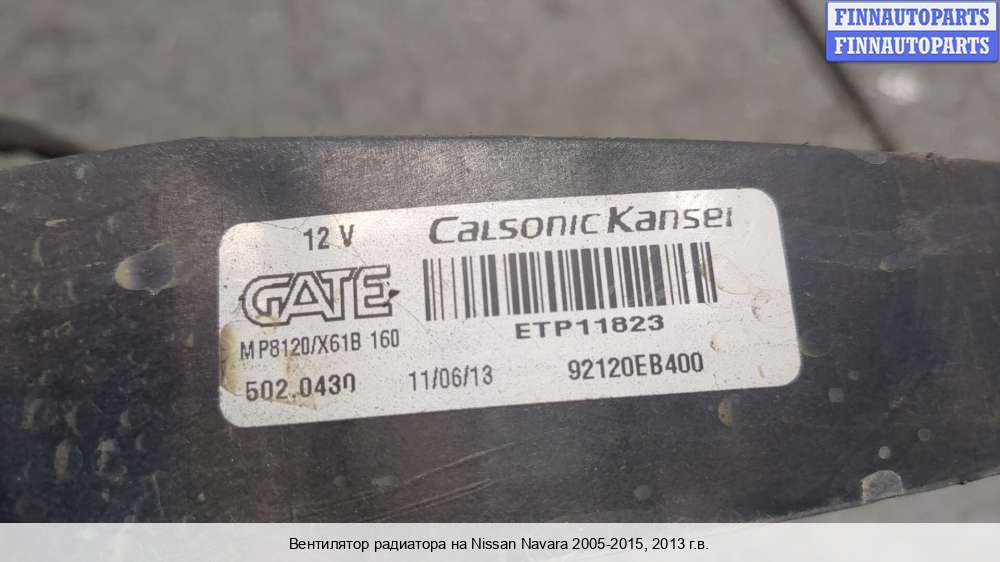 FINNAUTOPARTS
FINNAUTOPARTS
12 V
CALSONIC KANSEI
GATE
MP8120/X61B 160
ETP11823
502.0430
11/06/13
92120EB400
Вентилятор радиатора на Nissan Navara 2005-2015, 2013 г.в.